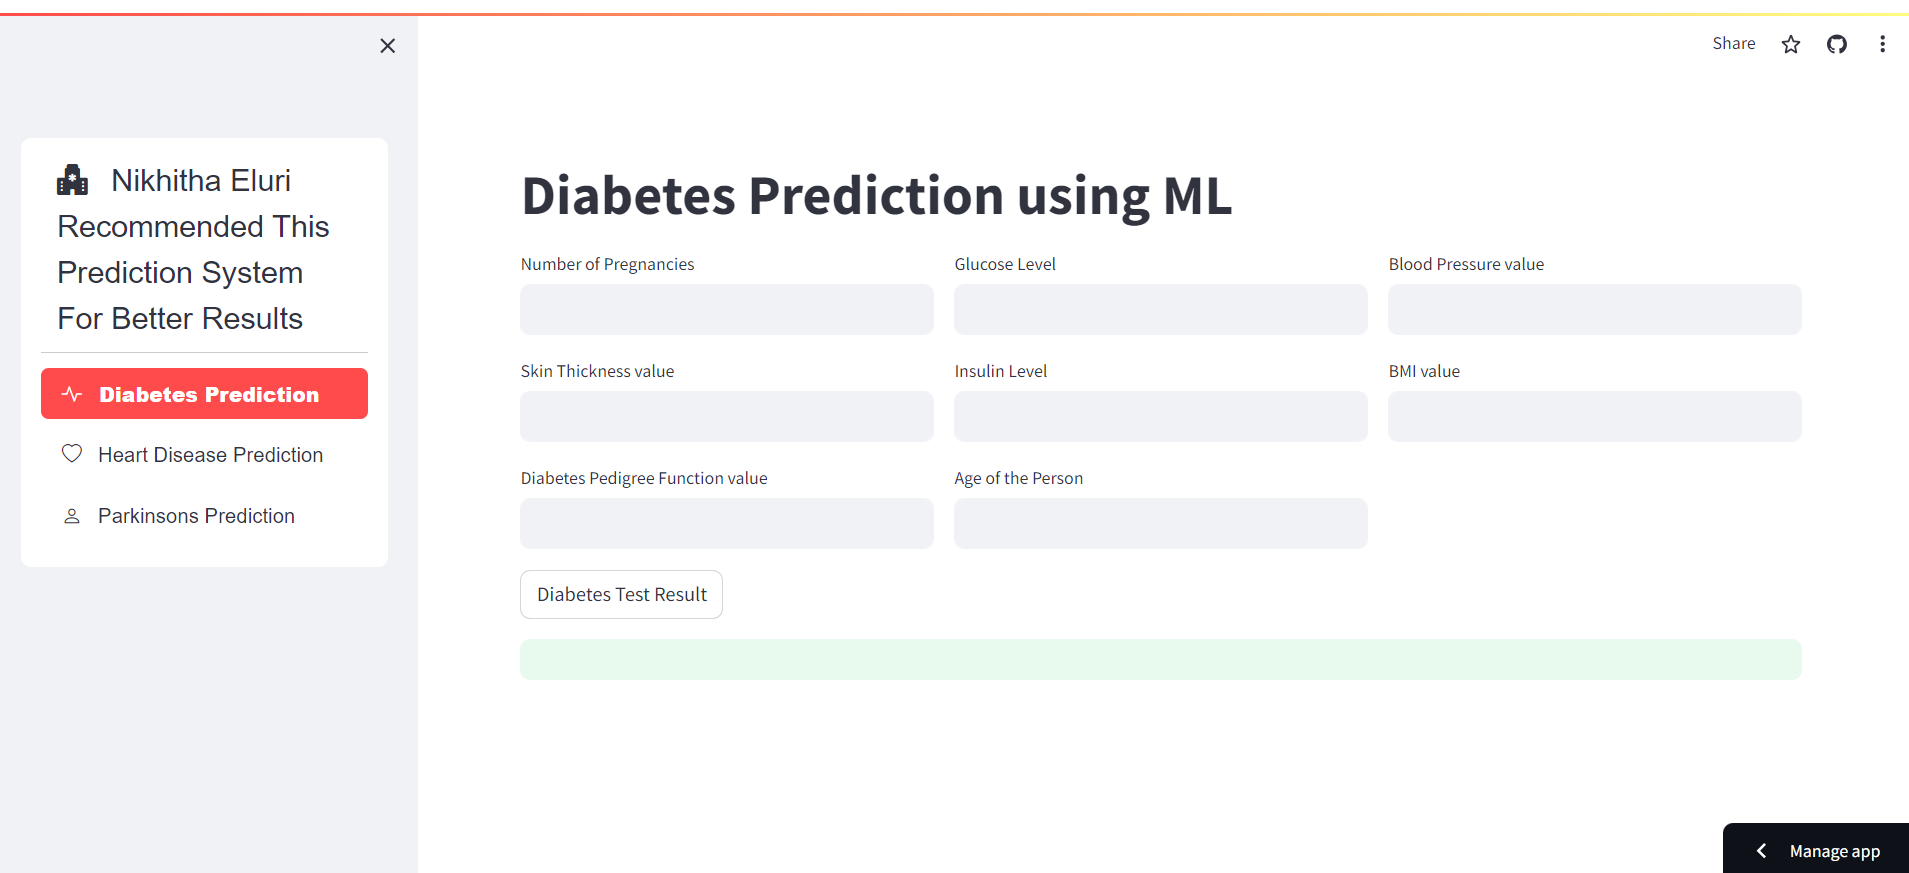 Share
Nikhitha Eluri
Recommended This
Prediction System
For Better Results
Diabetes Prediction
Heart Disease Prediction
Parkinsons Prediction
Diabetes Prediction using ML
Number of Pregnancies
Glucose Level
Blood Pressure value
Skin Thickness value
Insulin Level
BMI value
Diabetes Pedigree Function value
Age of the Person
Diabetes Test Result
Manage app